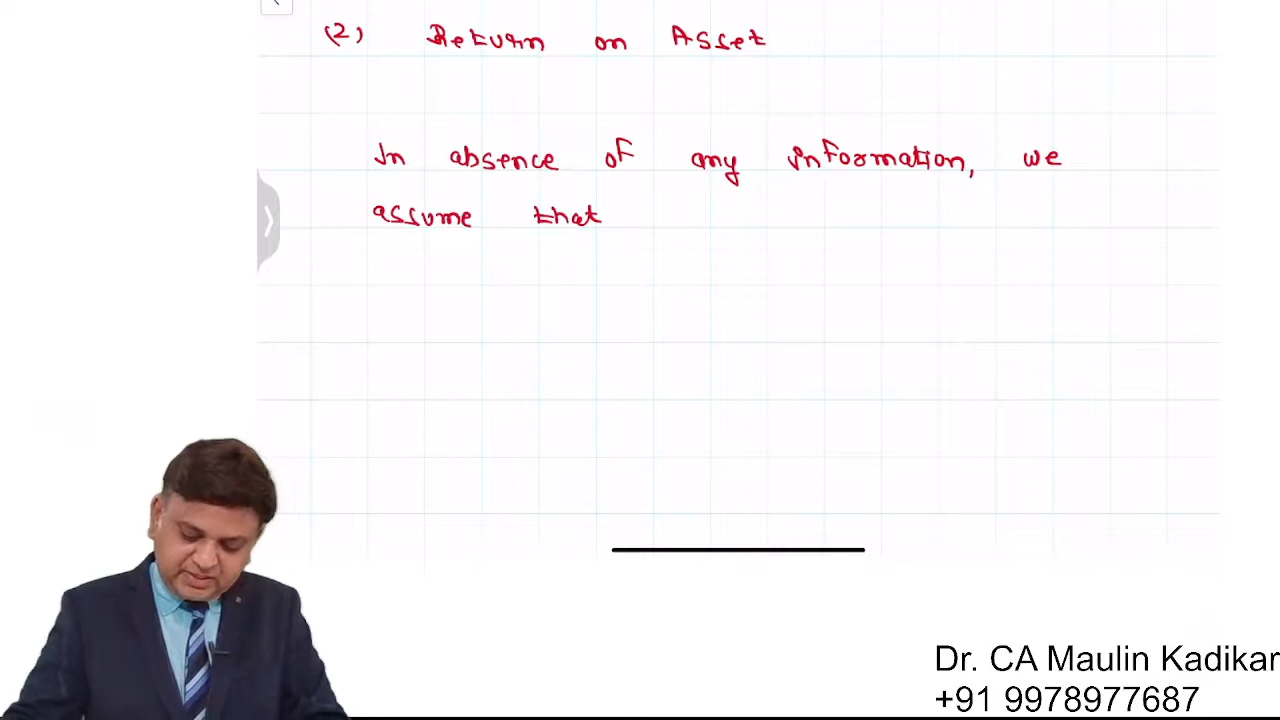 (2) Return on Asset
In absence of any information, we
assume that
Dr. CA Maulin Kadikar
+91 9978977687